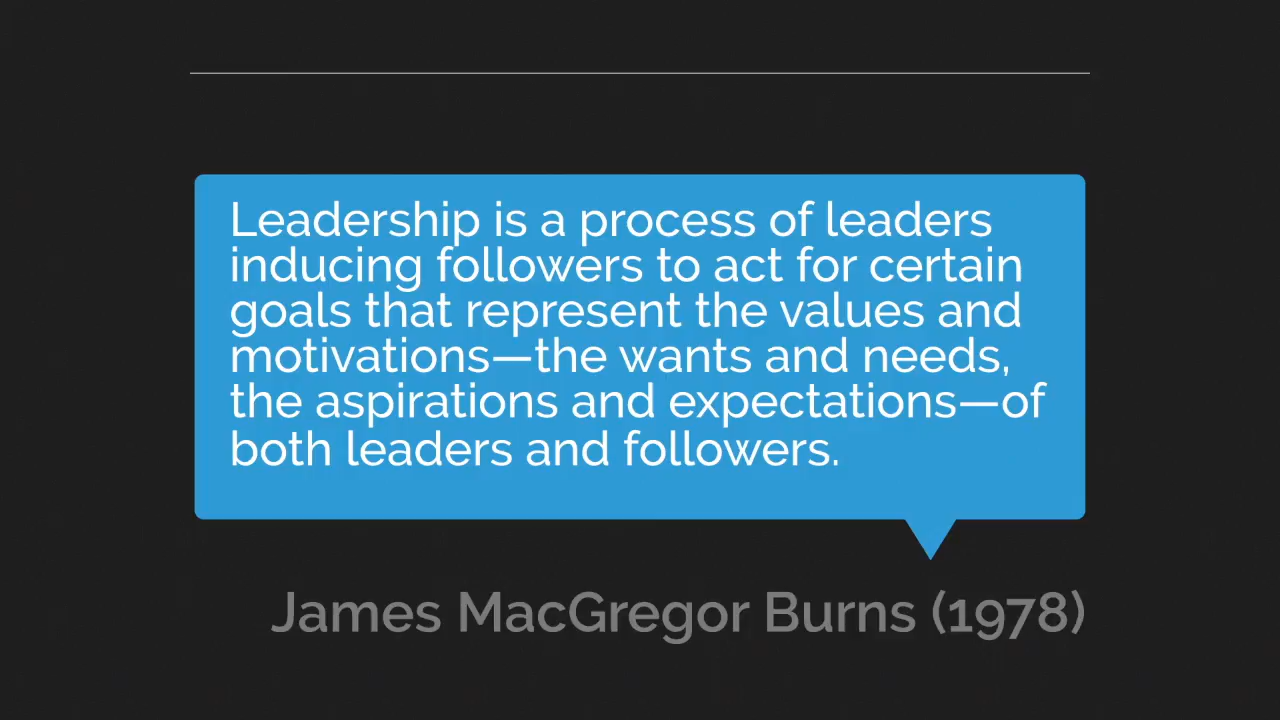 Leadership is a process of leaders
inducing followers to act for certain
goals that represent the values and
motivations—the wants and needs,
the aspirations and expectations—of
both leaders and followers.
James MacGregor Burns (1978)